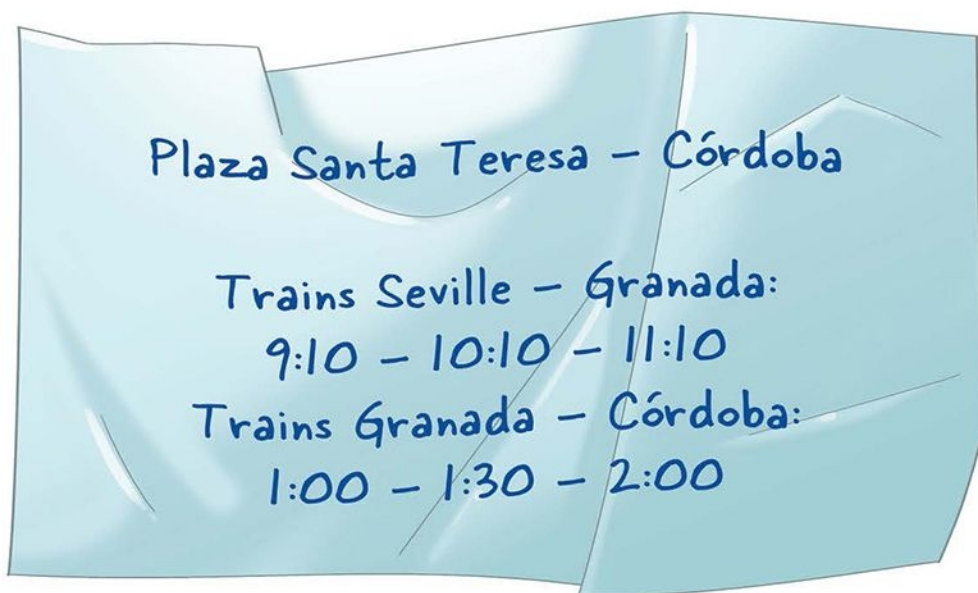 Plaza Santa Teresa – Córdoba
Trains Seville – Granada:
9:10 – 10:10 – 11:10
Trains Granada – Córdoba:
1:00 – 1:30 – 2:00